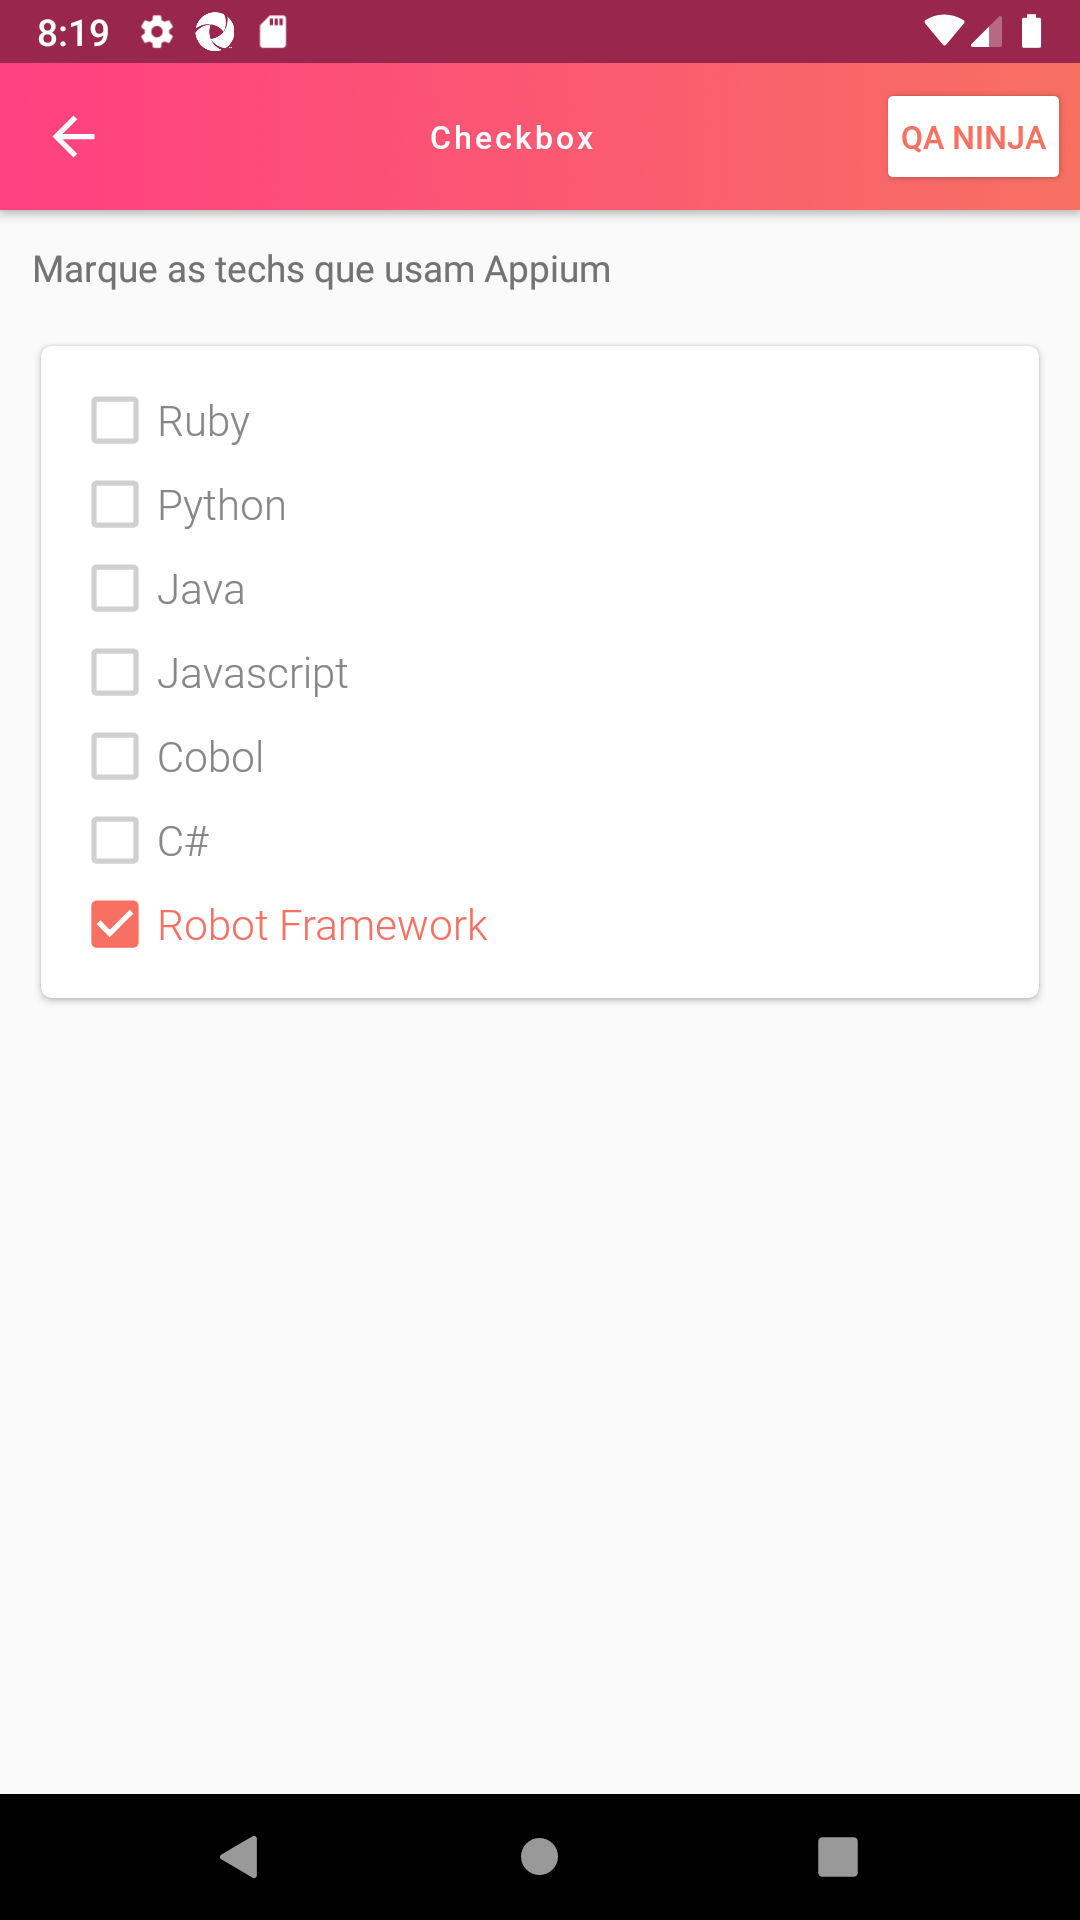 8:19
Checkbox
QA NINJA
Marque as techs que usam Appium
Ruby
Python
Java
Javascript
Cobol
C#
Robot Framework